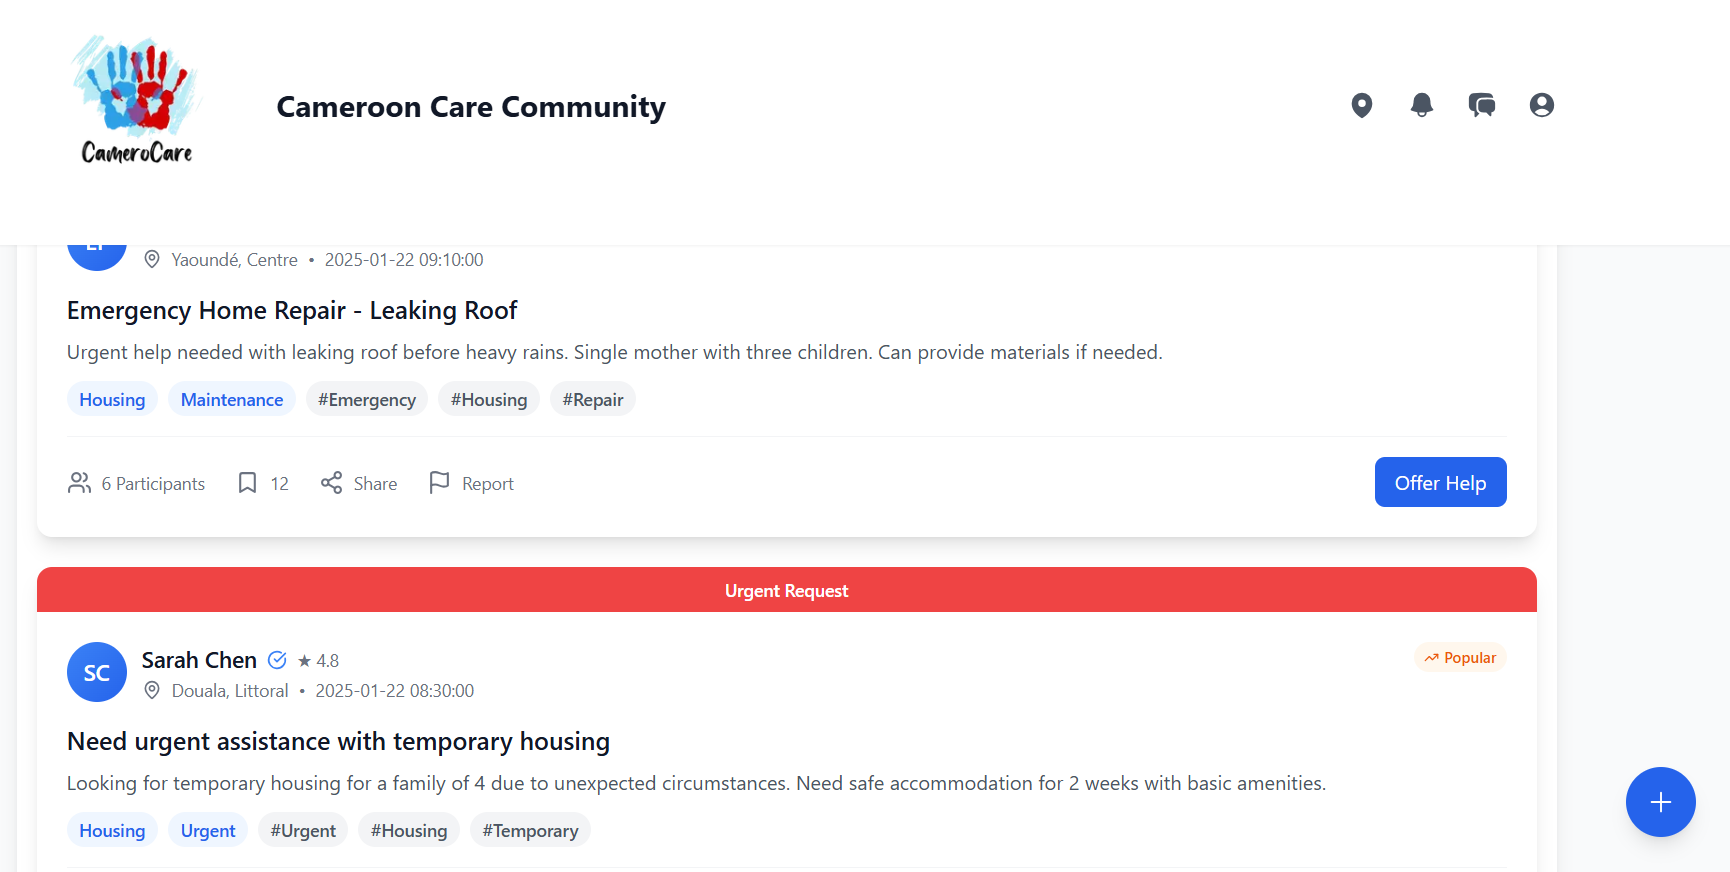 CameroCare
Cameroon Care Community
Yaoundé, Centre • 2025-01-22 09:10:00
Emergency Home Repair - Leaking Roof
Urgent help needed with leaking roof before heavy rains. Single mother with three children. Can provide materials if needed.
Housing Maintenance #Emergency #Housing #Repair
6 Participants 12 Share Report Offer Help
Urgent Request
SC Sarah Chen ★ 4.8 Popular
Douala, Littoral • 2025-01-22 08:30:00
Need urgent assistance with temporary housing
Looking for temporary housing for a family of 4 due to unexpected circumstances. Need safe accommodation for 2 weeks with basic amenities.
Housing Urgent #Urgent #Housing #Temporary